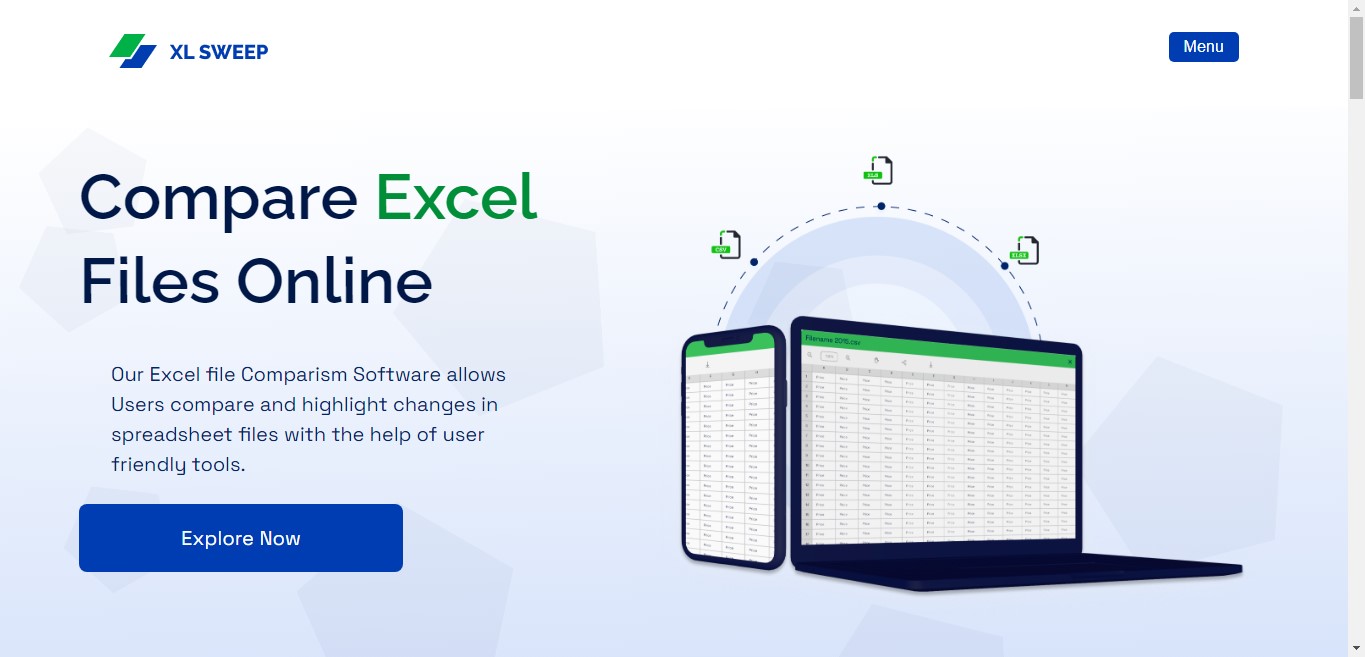 XL SWEEP
Menu
Compare Excel
Files Online
Our Excel file Comparism Software allows
Users compare and highlight changes in
spreadsheet files with the help of user
friendly tools.
Explore Now
XLS
CSV
Filename 2015.csv